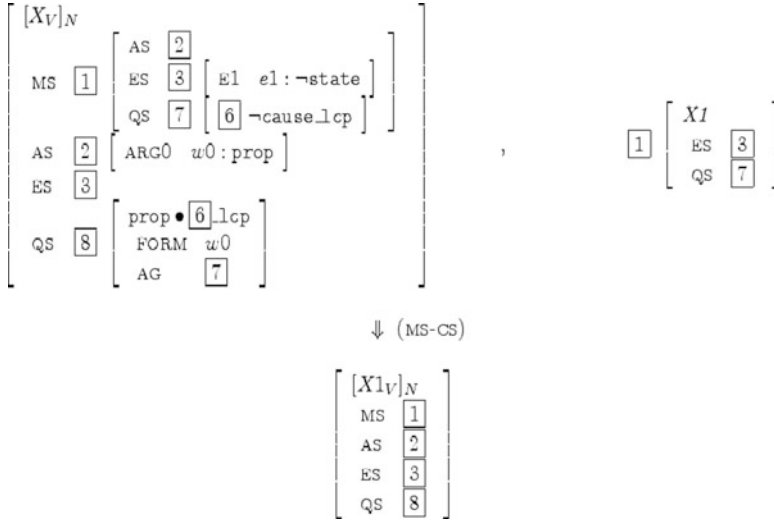 [X_V]_N
MS 1 [ AS 2
ES 3 [ E1 e1 : ¬state ]
QS 7 [ 6 ¬cause_lcp ] ]
AS 2 [ ARG0 w0 : prop ]
ES 3
QS 8 [ prop • 6_lcp
FORM w0
AG 7 ]
,
1 [ X1
ES 3
QS 7
⇓ (MS-CS)
[X1_V]_N
MS 1
AS 2
ES 3
QS 8